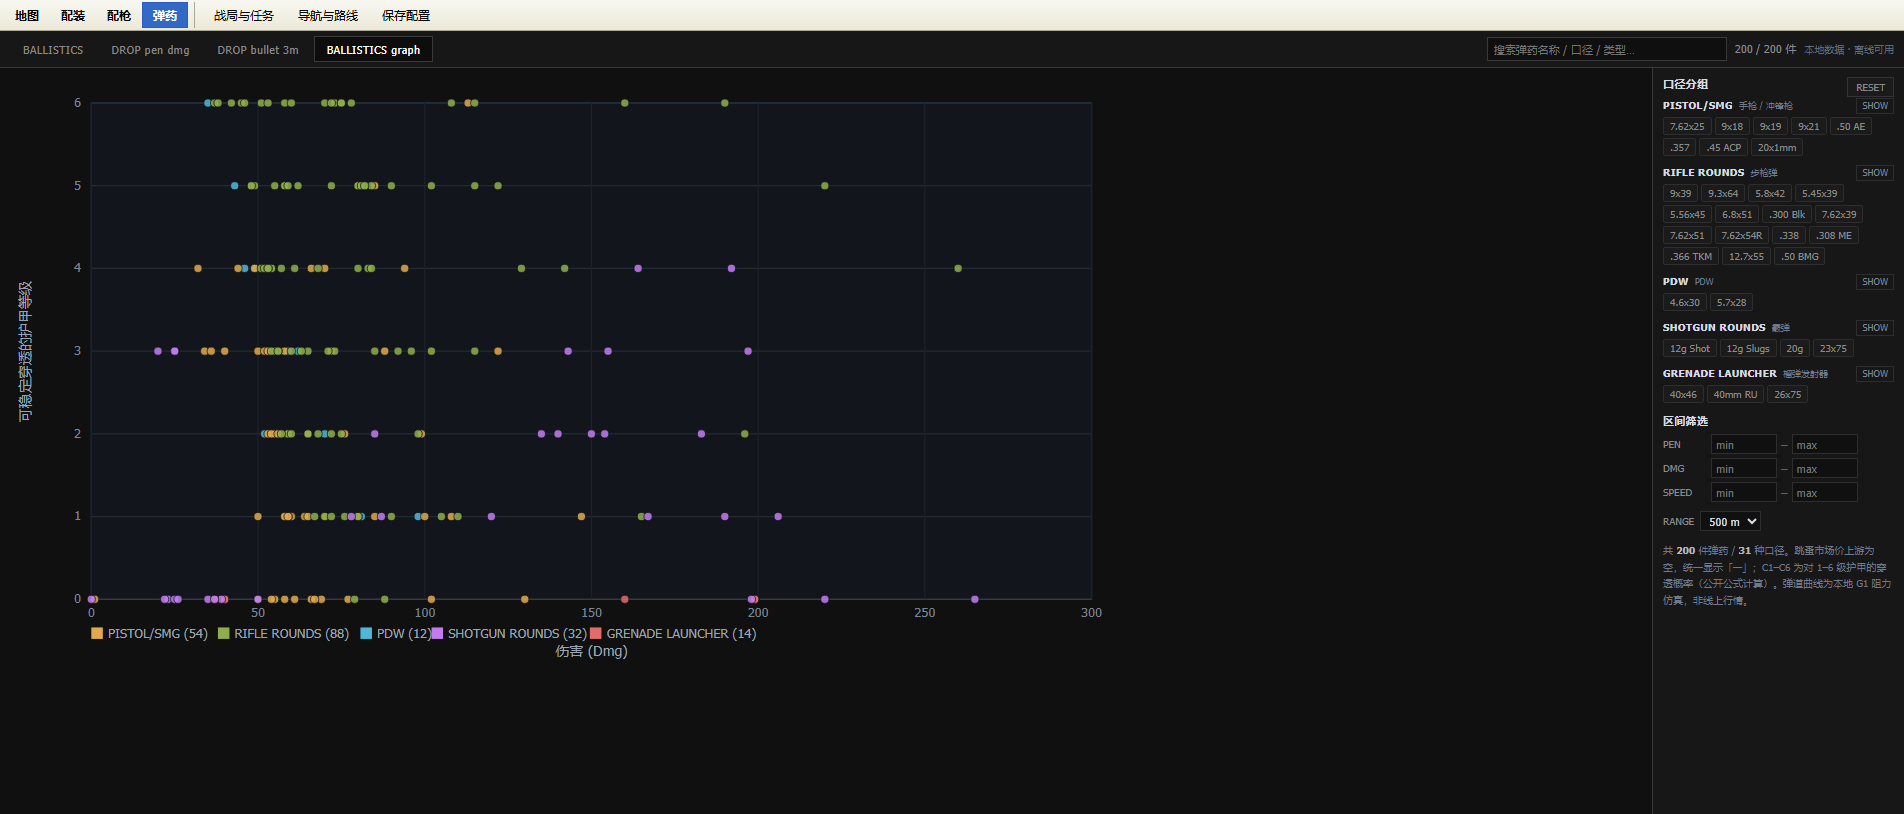 地图 配装 配枪 弹药 战局与任务 导航与路线 保存配置
BALLISTICS DROP pen dmg DROP bullet 3m BALLISTICS graph 搜索弹药名称 / 口径 / 类型... 200 / 200 件 本地数据 · 离线可用
口径分组 RESET
PISTOL/SMG 手枪 / 冲锋枪 SHOW
7.62x25 9x18 9x19 9x21 .50 AE
.357 .45 ACP 20x1mm
RIFLE ROUNDS 步枪弹 SHOW
9x39 9.3x64 5.8x42 5.45x39
5.56x45 6.8x51 .300 Blk 7.62x39
7.62x51 7.62x54R .338 .308 ME
.366 TKM 12.7x55 .50 BMG
PDW PDW SHOW
4.6x30 5.7x28
SHOTGUN ROUNDS 霰弹 SHOW
12g Shot 12g Slugs 20g 23x75
GRENADE LAUNCHER 榴弹发射器 SHOW
40x46 40mm RU 26x75
区间筛选
PEN min – max
DMG min – max
SPEED min – max
RANGE 500 m
共 200 件弹药 / 31 种口径。跳蚤市场价上游为
空，统一显示「—」；C1–C6 为对 1–6 级护甲的穿
透概率（公开公式计算）。弹道曲线为本地 G1 阻力
仿真，非线上行情。
可稳定穿透的护甲等级
6
5
4
3
2
1
0
0 50 100 150 200 250 300
PISTOL/SMG (54) RIFLE ROUNDS (88) PDW (12) SHOTGUN ROUNDS (32) GRENADE LAUNCHER (14)
伤害 (Dmg)